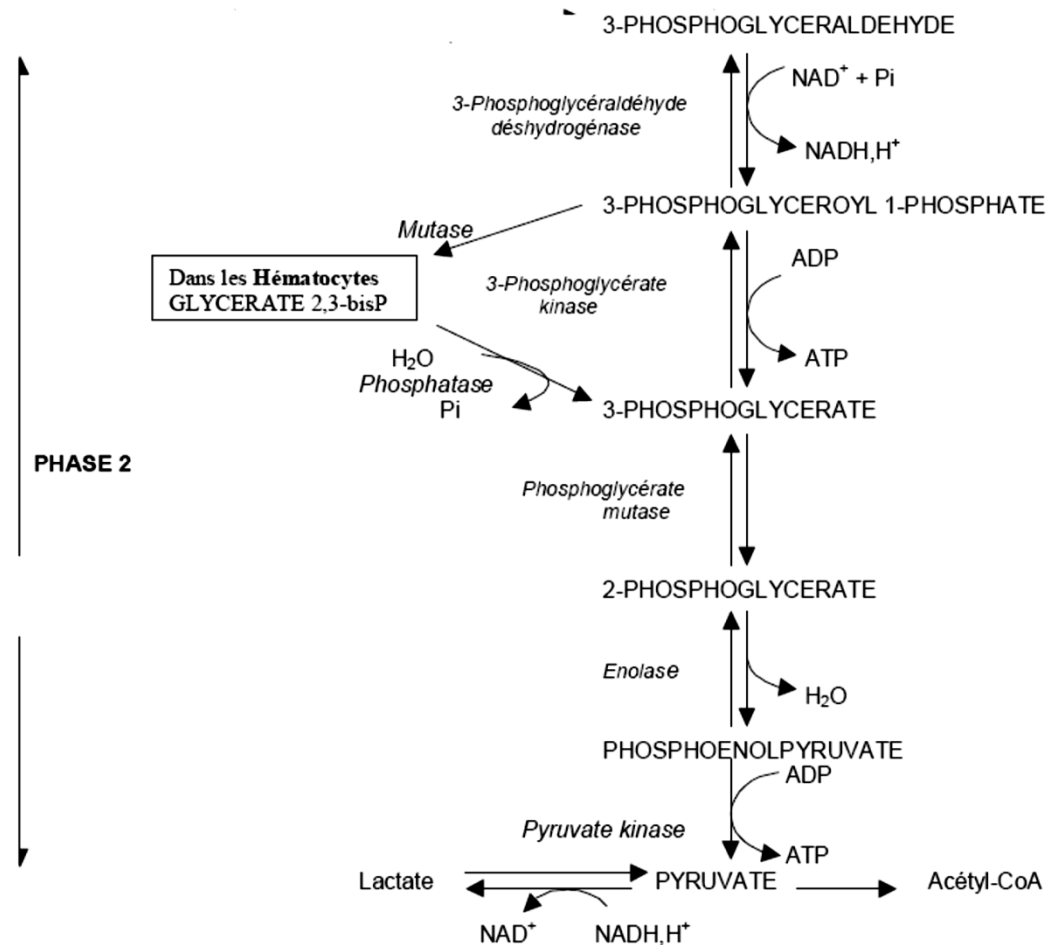 3-PHOSPHOGLYCERALDEHYDE
NAD⁺ + Pi
3-Phosphoglycéraldéhyde
déshydrogénase
NADH,H⁺
3-PHOSPHOGLYCEROYL 1-PHOSPHATE
Mutase
ADP
Dans les Hématocytes
GLYCERATE 2,3-bisP
3-Phosphoglycérate
kinase
ATP
H₂O
Phosphatase
Pi
3-PHOSPHOGLYCERATE
PHASE 2
Phosphoglycérate
mutase
2-PHOSPHOGLYCERATE
Enolase
H₂O
PHOSPHOENOLPYRUVATE
ADP
Pyruvate kinase
ATP
Lactate
PYRUVATE
Acétyl-CoA
NAD⁺
NADH,H⁺